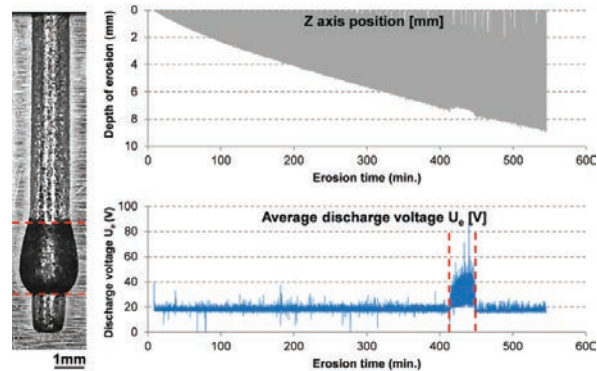 1mm
Z axis position [mm]
Depth of erosion [mm]
0
2
4
6
8
10
0 100 200 300 400 500 600
Erosion time (min.)
Average discharge voltage Ue [V]
Discharge voltage Ue(V)
100
80
60
40
20
0
0 100 200 300 400 500 600
Erosion time (min.)